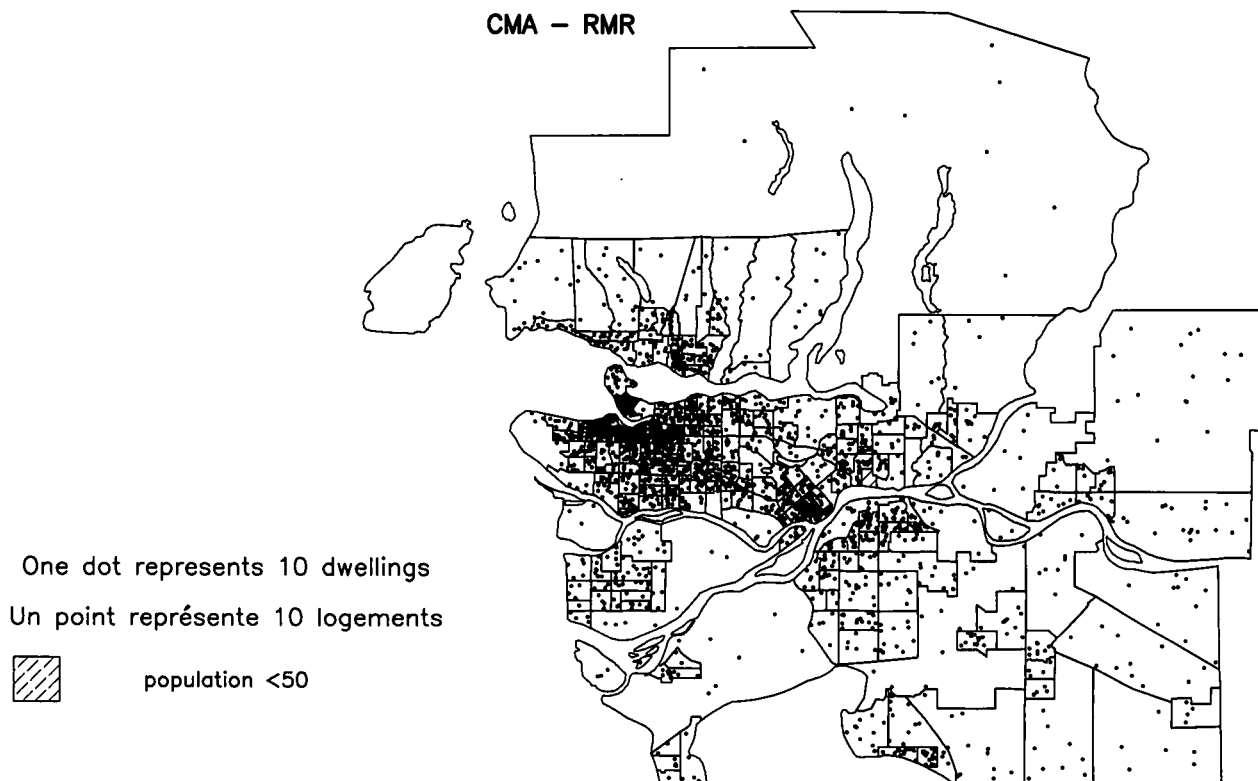 CMA – RMR
One dot represents 10 dwellings
Un point représente 10 logements
population <50